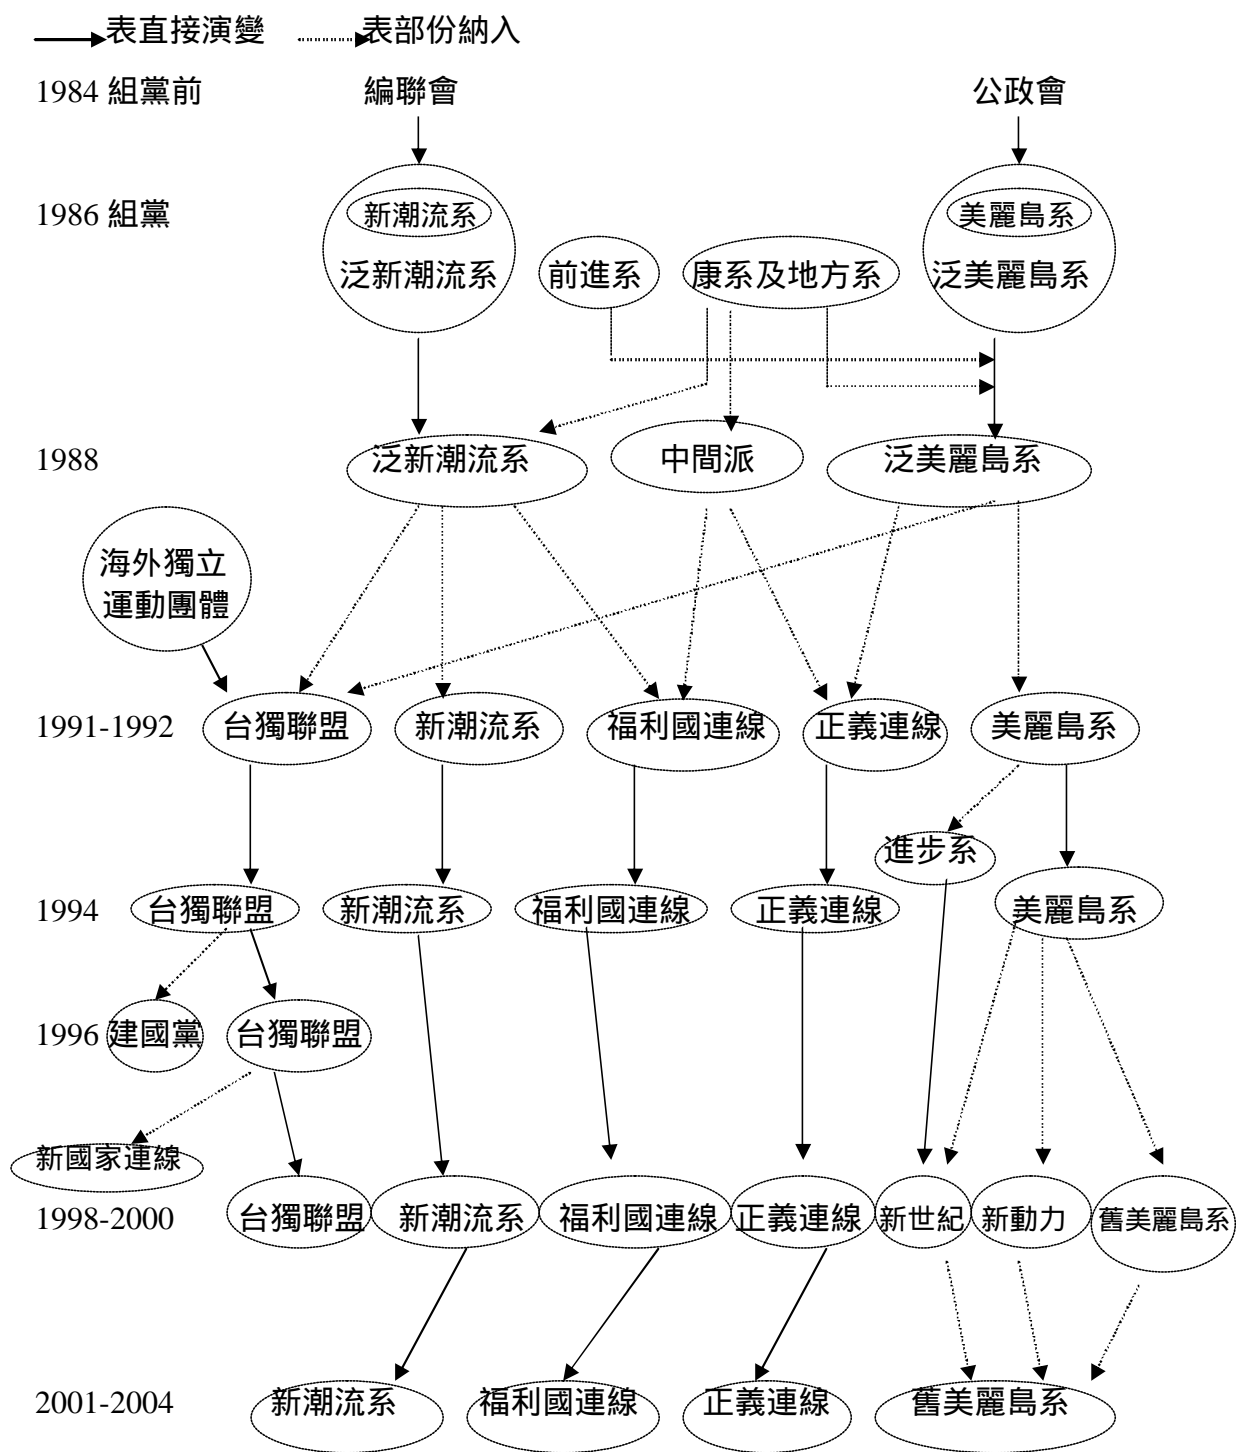 表直接演變 表部份納入
1984 組黨前 編聯會 公政會
1986 組黨 新潮流系 美麗島系
泛新潮流系 前進系 康系及地方系 泛美麗島系
1988 泛新潮流系 中間派 泛美麗島系
海外獨立
運動團體
1991-1992 台獨聯盟 新潮流系 福利國連線 正義連線 美麗島系
進步系
1994 台獨聯盟 新潮流系 福利國連線 正義連線 美麗島系
1996 建國黨 台獨聯盟
新國家連線
1998-2000 台獨聯盟 新潮流系 福利國連線 正義連線 新世紀 新動力 舊美麗島系
2001-2004 新潮流系 福利國連線 正義連線 舊美麗島系